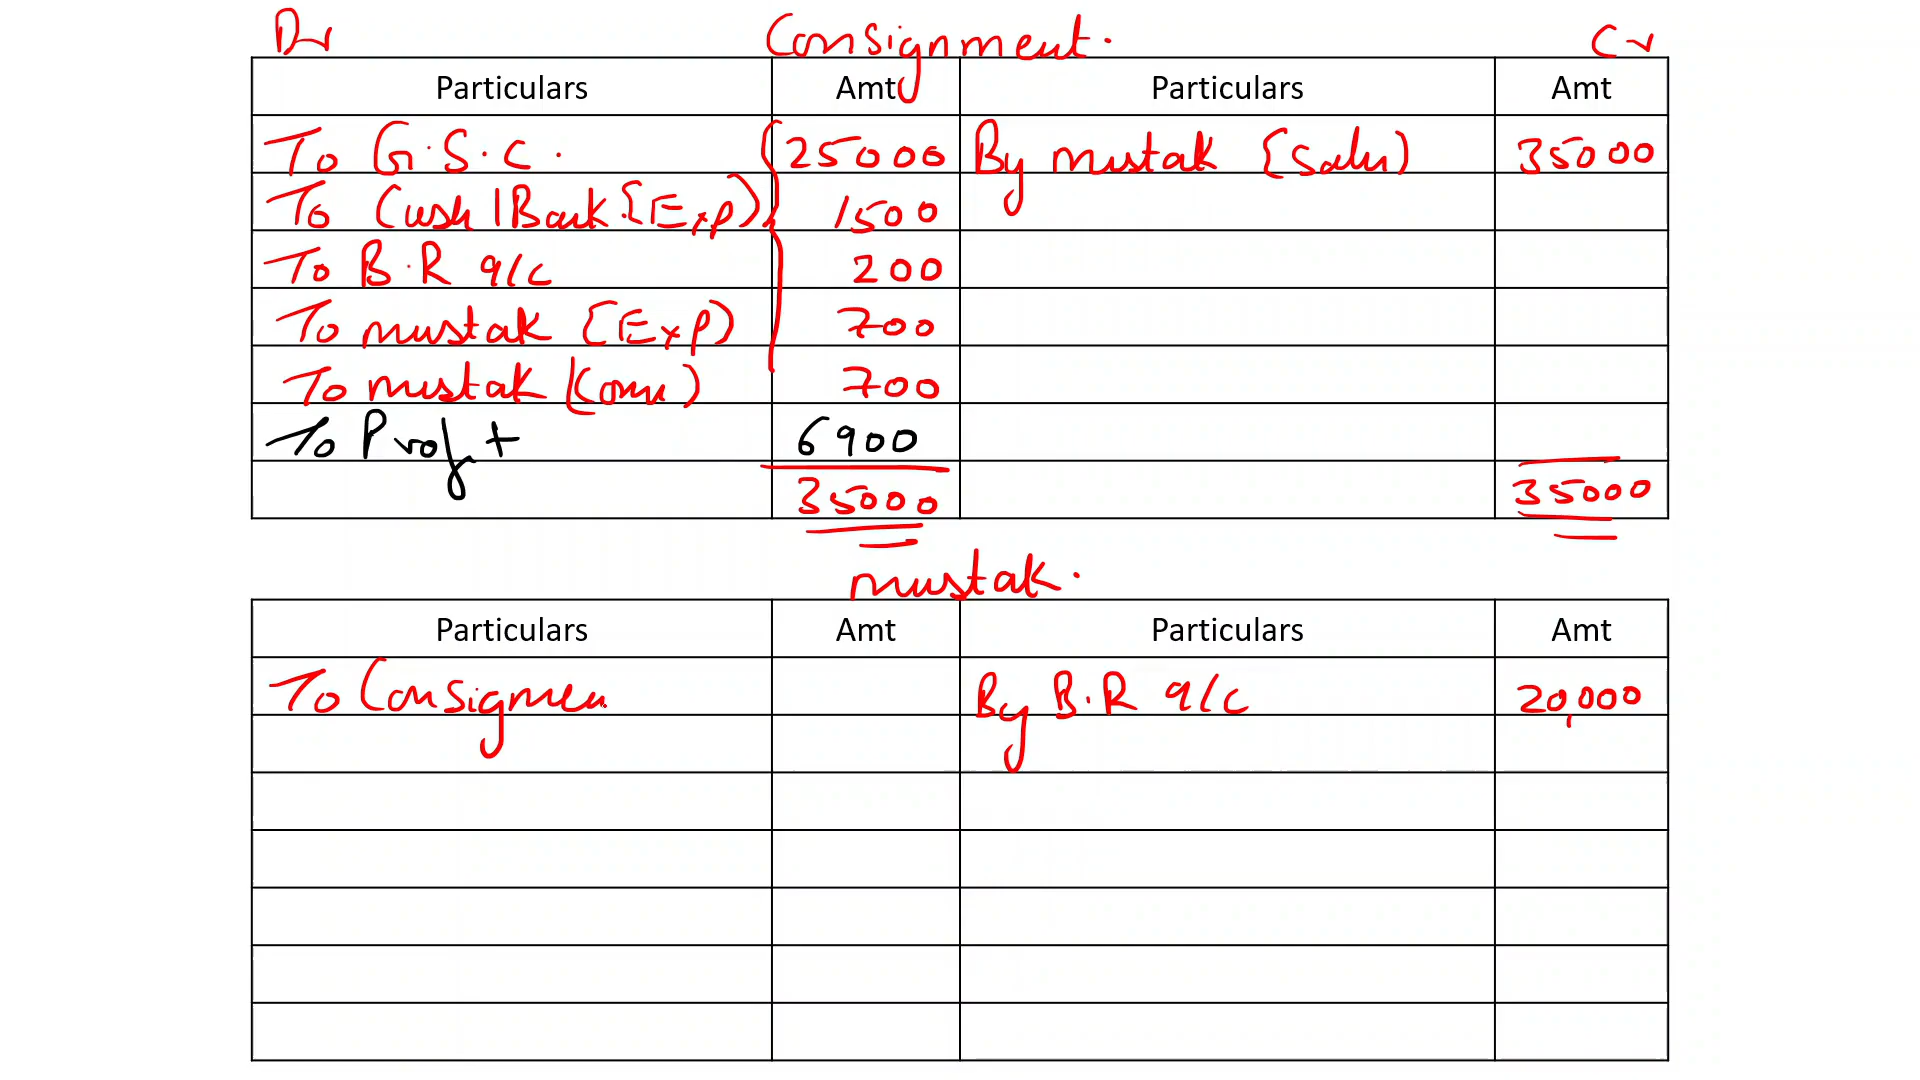 Dr Consignment. Cr
Particulars Amt Particulars Amt
To G.S.C. 25000 By mustak {Sales) 35000
To Cash | Bank {Exp) 1500
To B.R a/c 200
To mustak {Exp) 700
To mustak (Comm) 700
To Profit 6900
35000 35000
mustak.
Particulars Amt Particulars Amt
To Consignmen By B.R a/c 20,000